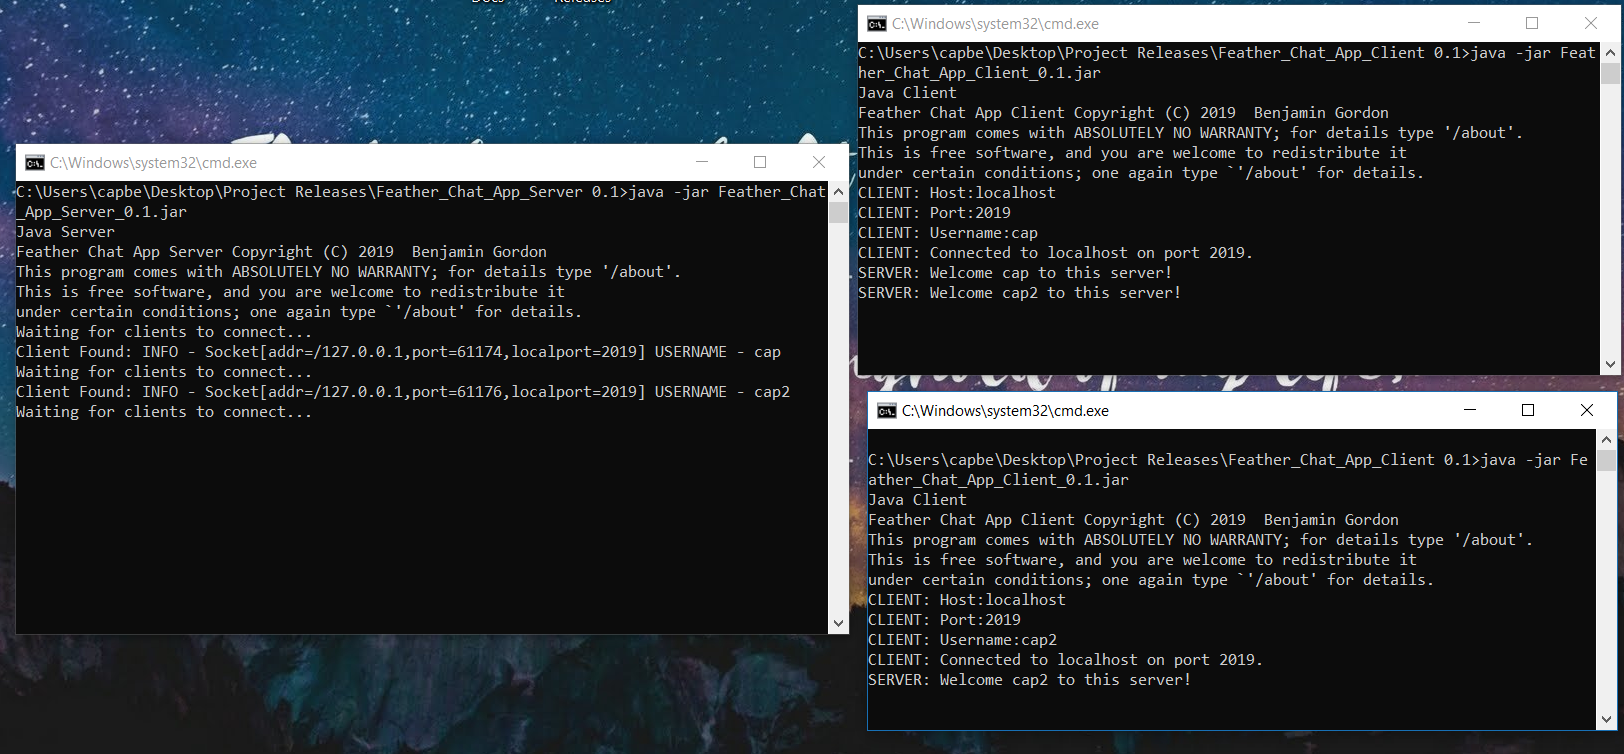 Docs
Releases
C:\Windows\system32\cmd.exe
C:\Users\capbe\Desktop\Project Releases\Feather_Chat_App_Server 0.1>java -jar Feather_Chat
_App_Server_0.1.jar
Java Server
Feather Chat App Server Copyright (C) 2019  Benjamin Gordon
This program comes with ABSOLUTELY NO WARRANTY; for details type '/about'.
This is free software, and you are welcome to redistribute it
under certain conditions; one again type `'/about' for details.
Waiting for clients to connect...
Client Found: INFO - Socket[addr=/127.0.0.1,port=61174,localport=2019] USERNAME - cap
Waiting for clients to connect...
Client Found: INFO - Socket[addr=/127.0.0.1,port=61176,localport=2019] USERNAME - cap2
Waiting for clients to connect...
C:\Windows\system32\cmd.exe
C:\Users\capbe\Desktop\Project Releases\Feather_Chat_App_Client 0.1>java -jar Feat
her_Chat_App_Client_0.1.jar
Java Client
Feather Chat App Client Copyright (C) 2019  Benjamin Gordon
This program comes with ABSOLUTELY NO WARRANTY; for details type '/about'.
This is free software, and you are welcome to redistribute it
under certain conditions; one again type `'/about' for details.
CLIENT: Host:localhost
CLIENT: Port:2019
CLIENT: Username:cap
CLIENT: Connected to localhost on port 2019.
SERVER: Welcome cap to this server!
SERVER: Welcome cap2 to this server!
C:\Windows\system32\cmd.exe
C:\Users\capbe\Desktop\Project Releases\Feather_Chat_App_Client 0.1>java -jar Fe
ather_Chat_App_Client_0.1.jar
Java Client
Feather Chat App Client Copyright (C) 2019  Benjamin Gordon
This program comes with ABSOLUTELY NO WARRANTY; for details type '/about'.
This is free software, and you are welcome to redistribute it
under certain conditions; one again type `'/about' for details.
CLIENT: Host:localhost
CLIENT: Port:2019
CLIENT: Username:cap2
CLIENT: Connected to localhost on port 2019.
SERVER: Welcome cap2 to this server!